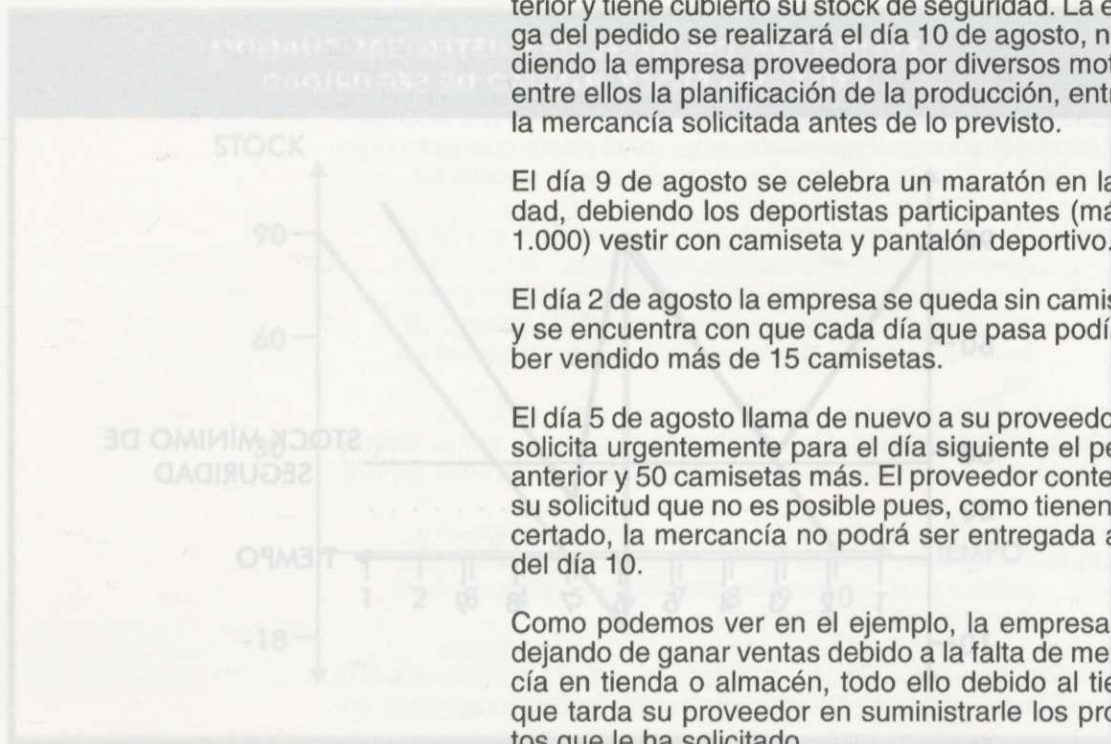 terior y tiene cubierto su stock de seguridad. La e
ga del pedido se realizará el día 10 de agosto, n
diendo la empresa proveedora por diversos mot
entre ellos la planificación de la producción, entr
la mercancía solicitada antes de lo previsto.
El día 9 de agosto se celebra un maratón en la
dad, debiendo los deportistas participantes (má
1.000) vestir con camiseta y pantalón deportivo.
El día 2 de agosto la empresa se queda sin camis
y se encuentra con que cada día que pasa podí
ber vendido más de 15 camisetas.
El día 5 de agosto llama de nuevo a su proveedo
solicita urgentemente para el día siguiente el pe
anterior y 50 camisetas más. El proveedor conte
su solicitud que no es posible pues, como tienen
certado, la mercancía no podrá ser entregada a
del día 10.
Como podemos ver en el ejemplo, la empresa
dejando de ganar ventas debido a la falta de me
cía en tienda o almacén, todo ello debido al tie
que tarda su proveedor en suministrarle los pro
tos que le ha solicitado.
STOCK
90
60
STOCK MÍNIMO DE
SEGURIDAD
TIEMPO
1 2
-18